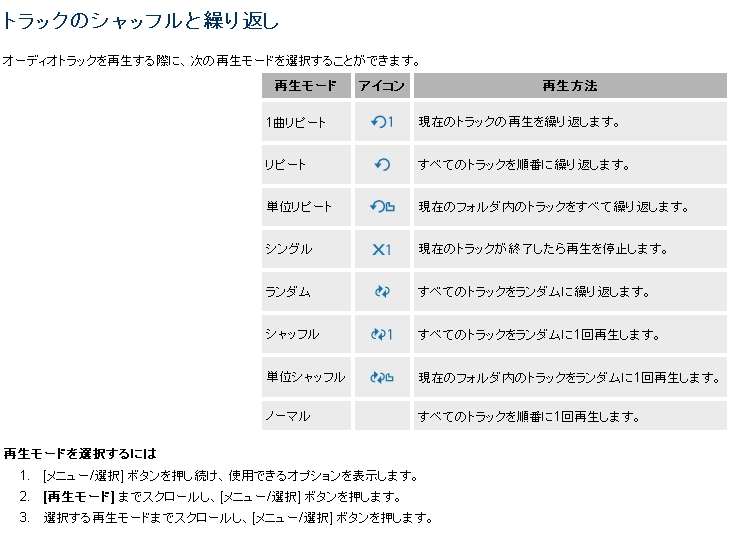 トラックのシャッフルと繰り返し
オーディオトラックを再生する際に、次の再生モードを選択することができます。
再生モード アイコン 再生方法
1曲リピート 1 現在のトラックの再生を繰り返します。
リピート すべてのトラックを順番に繰り返します。
単位リピート 現在のフォルダ内のトラックをすべて繰り返します。
シングル X1 現在のトラックが終了したら再生を停止します。
ランダム すべてのトラックをランダムに繰り返します。
シャッフル 1 すべてのトラックをランダムに1回再生します。
単位シャッフル 現在のフォルダ内のトラックをランダムに1回再生します。
ノーマル すべてのトラックを順番に1回再生します。
再生モードを選択するには
1. [メニュー/選択] ボタンを押し続け、使用できるオプションを表示します。
2. [再生モード] までスクロールし、[メニュー/選択] ボタンを押します。
3. 選択する再生モードまでスクロールし、[メニュー/選択] ボタンを押します。